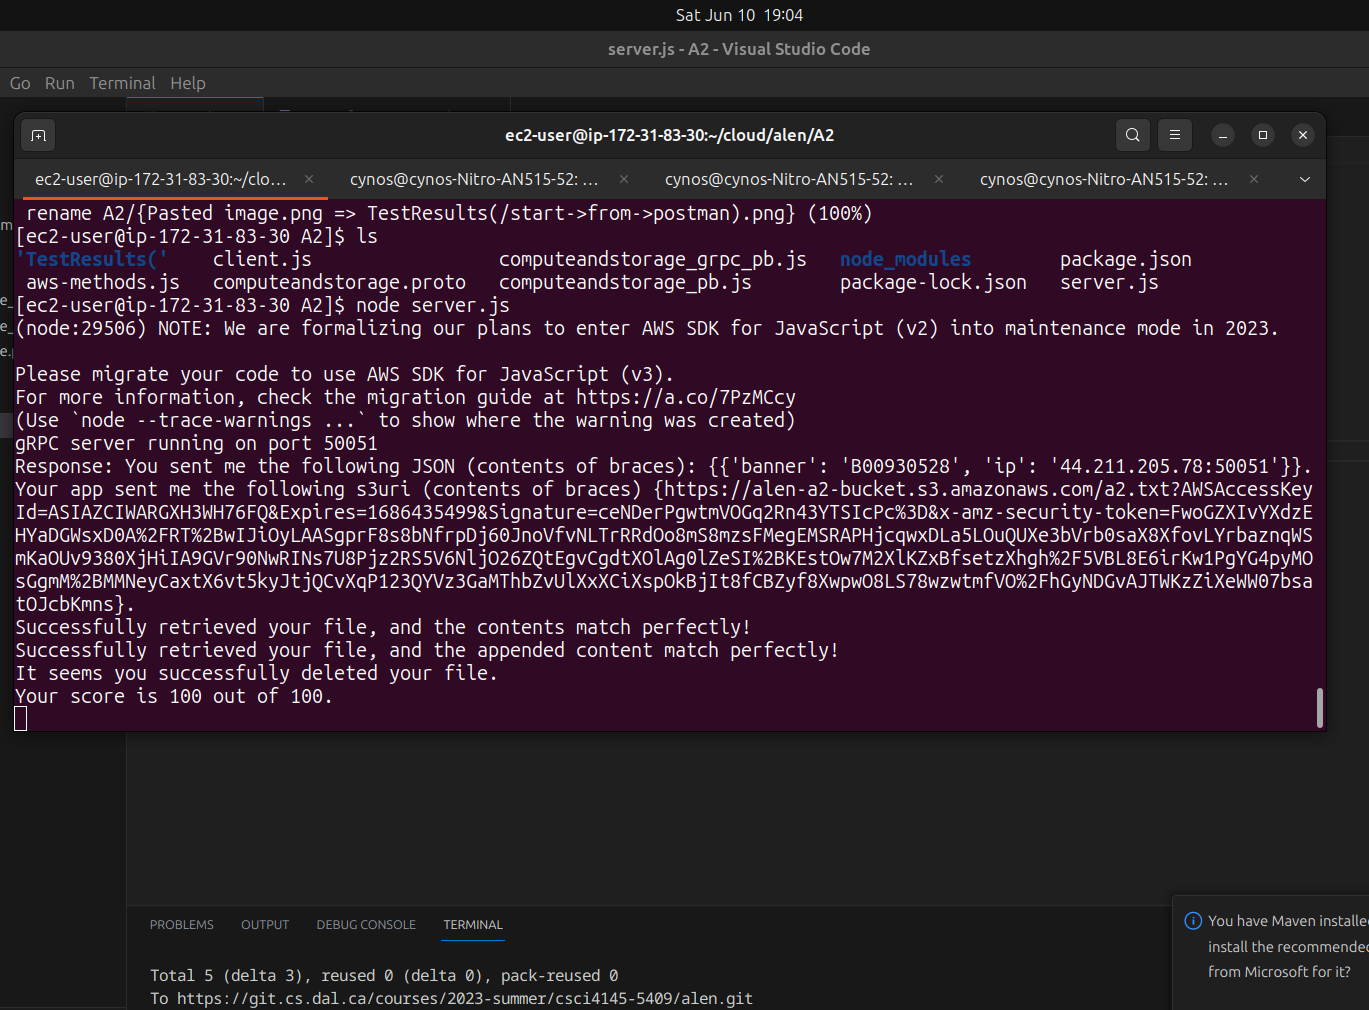 Sat Jun 10 19:04
server.js - A2 - Visual Studio Code
Go Run Terminal Help
ec2-user@ip-172-31-83-30:~/cloud/alen/A2
ec2-user@ip-172-31-83-30:~/clo... × cynos@cynos-Nitro-AN515-52: ... × cynos@cynos-Nitro-AN515-52: ... × cynos@cynos-Nitro-AN515-52: ... ×
rename A2/{Pasted image.png => TestResults(/start->from->postman).png} (100%)
[ec2-user@ip-172-31-83-30 A2]$ ls
'TestResults(' client.js computeandstorage_grpc_pb.js node_modules package.json
aws-methods.js computeandstorage.proto computeandstorage_pb.js package-lock.json server.js
[ec2-user@ip-172-31-83-30 A2]$ node server.js
(node:29506) NOTE: We are formalizing our plans to enter AWS SDK for JavaScript (v2) into maintenance mode in 2023.
Please migrate your code to use AWS SDK for JavaScript (v3).
For more information, check the migration guide at https://a.co/7PzMCcy
(Use `node --trace-warnings ...` to show where the warning was created)
gRPC server running on port 50051
Response: You sent me the following JSON (contents of braces): {{'banner': 'B00930528', 'ip': '44.211.205.78:50051'}}.
Your app sent me the following s3uri (contents of braces) {https://alen-a2-bucket.s3.amazonaws.com/a2.txt?AWSAccessKey
Id=ASIAZCIWARGXH3WH76FQ&Expires=1686435499&Signature=ceNDerPgwtmVOGq2Rn43YTSIcPc%3D&x-amz-security-token=FwoGZXIvYXdzE
HYaDGWsxD0A%2FRT%2BwIJiOyLAASgprF8s8bNfrpDj60JnoVfvNLTrRRdOo8mS8mzsFMegEMSRAPHjcqwxDLa5LOuQUXe3bVrb0saX8XfovLYrbaznqWS
mKaOUv9380XjHiIA9GVr90NwRINs7U8Pjz2RS5V6NljO26ZQtEgvCgdtXOlAg0lZeSI%2BKEstOw7M2XlKZxBfsetzXhgh%2F5VBL8E6irKw1PgYG4pyMO
sGgmM%2BMMNeyCaxtX6vt5kyJtjQCvXqP123QYVz3GaMThbZvUlXxXCiXspOkBjIt8fCBZyf8XwpwO8LS78wzwtmfVO%2FhGyNDGvAJTWKzZiXeWW07bsa
tOJcbKmns}.
Successfully retrieved your file, and the contents match perfectly!
Successfully retrieved your file, and the appended content match perfectly!
It seems you successfully deleted your file.
Your score is 100 out of 100.
PROBLEMS OUTPUT DEBUG CONSOLE TERMINAL
Total 5 (delta 3), reused 0 (delta 0), pack-reused 0
To https://git.cs.dal.ca/courses/2023-summer/csci4145-5409/alen.git
You have Maven installe
install the recommended
from Microsoft for it?